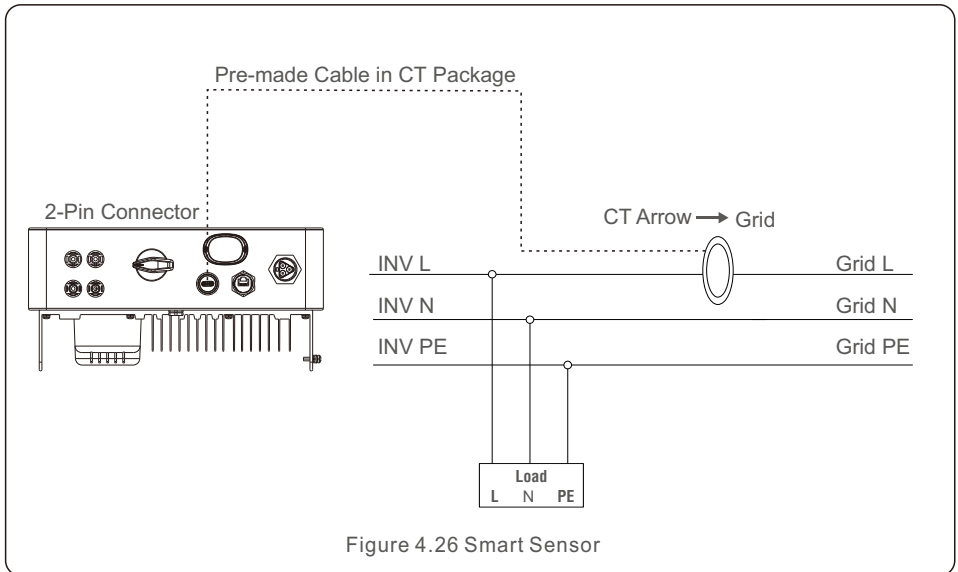 Pre-made Cable in CT Package
2-Pin Connector
CT Arrow → Grid
INV L
Grid L
INV N
Grid N
INV PE
Grid PE
Load
L N PE
Figure 4.26 Smart Sensor